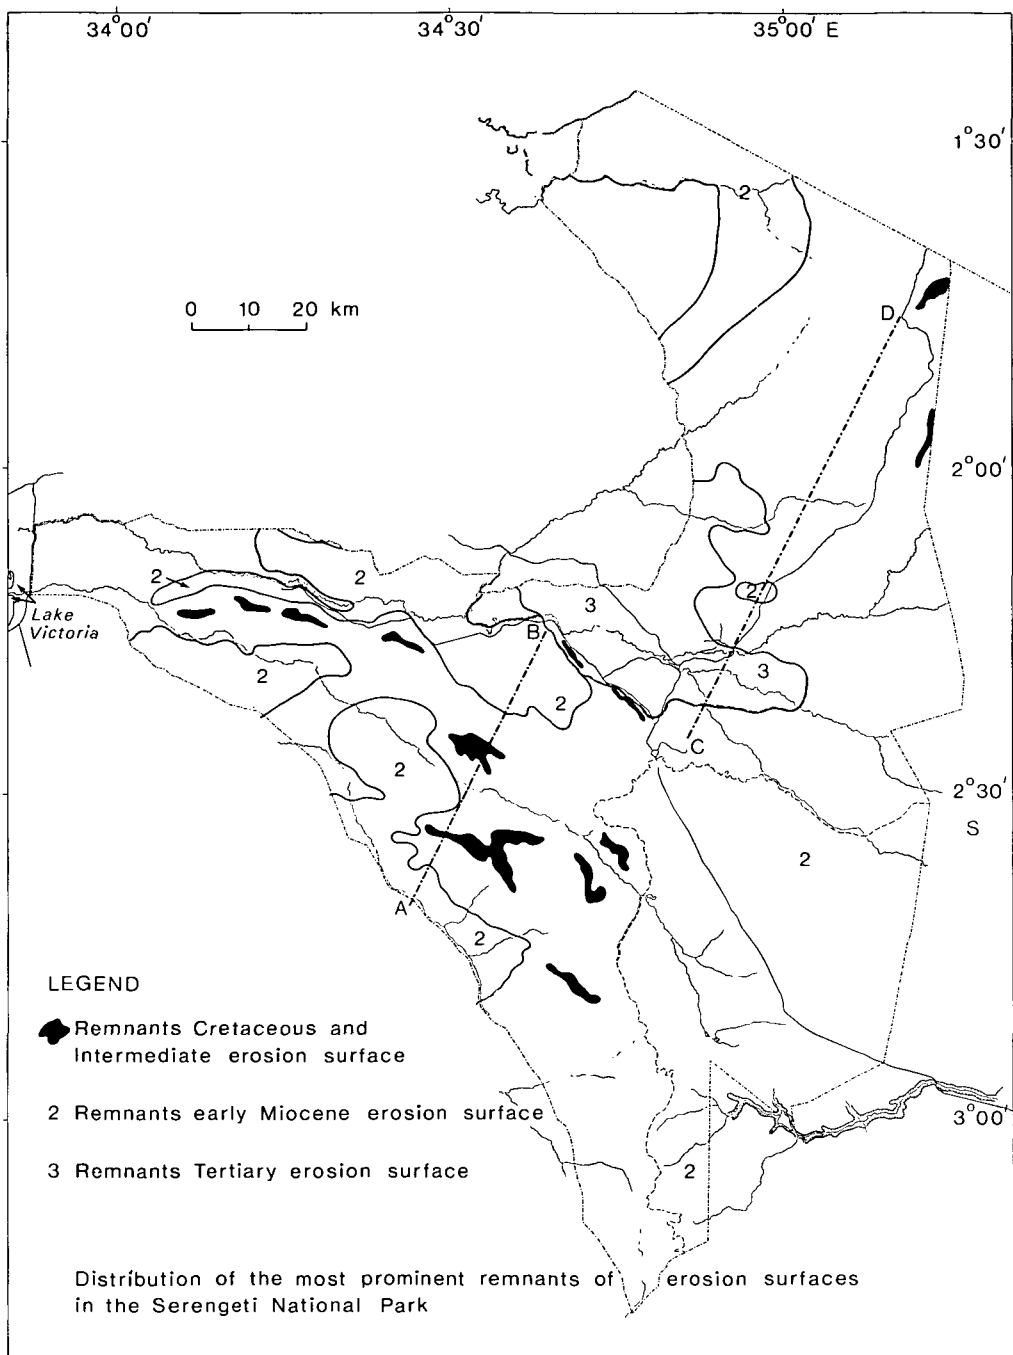 34°00′
34°30′
35°00′ E
1°30′
2
0 10 20 km
D
2°00′
2
2
2
3
Lake
Victoria
B
2
3
2
C
2
2°30′
S
2
A
2
LEGEND
Remnants Cretaceous and
Intermediate erosion surface
2 Remnants early Miocene erosion surface
3°00′
3 Remnants Tertiary erosion surface
2
Distribution of the most prominent remnants of erosion surfaces
in the Serengeti National Park